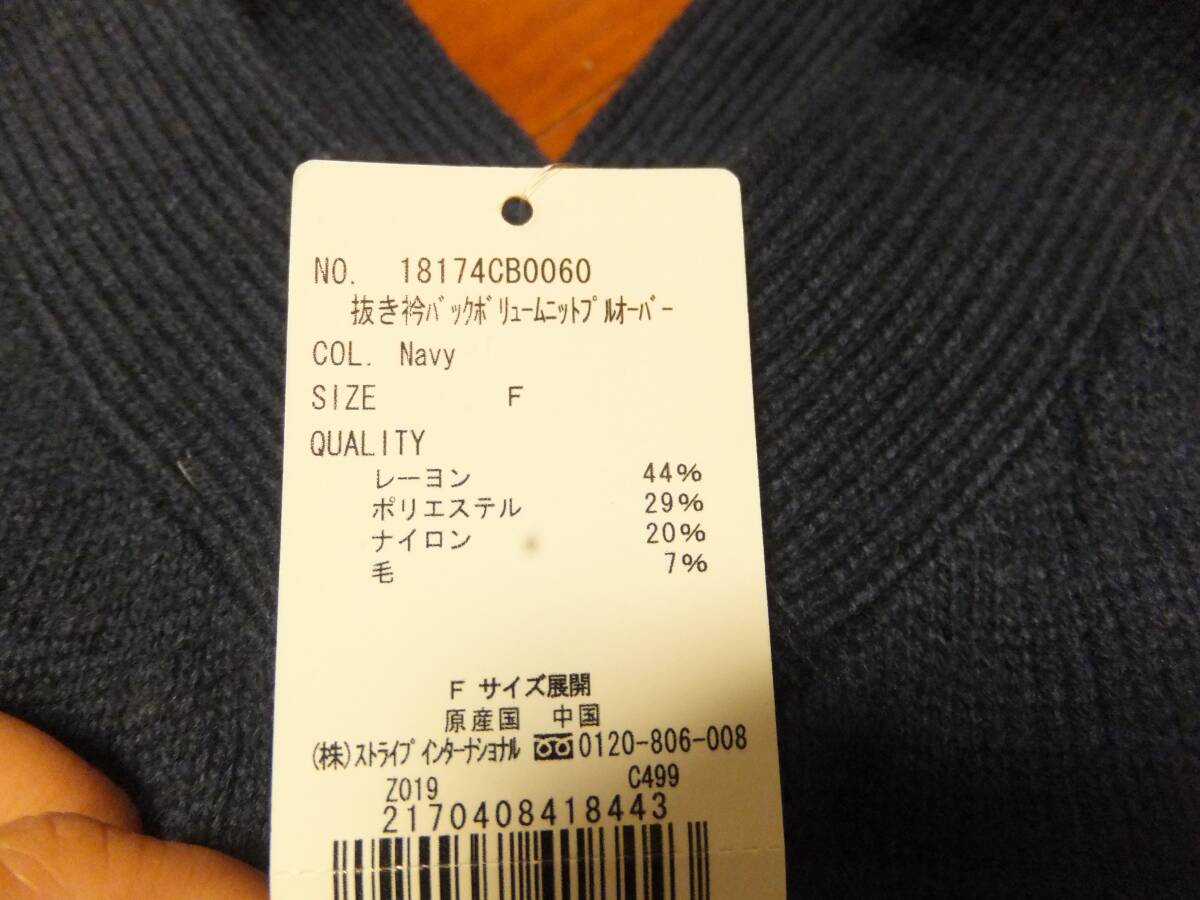 NO. 18174CB0060
抜き衿ﾊﾞｯｸﾎﾞﾘｭｰﾑﾆｯﾄﾌﾟﾙｵｰﾊﾞｰ
COL. Navy
SIZE F
QUALITY
レーヨン 44%
ポリエステル 29%
ナイロン 20%
毛 7%
F サイズ展開
原産国 中国
(株)ｽﾄﾗｲﾌﾟｲﾝﾀｰﾅｼｮﾅﾙ 0120-806-008
Z019 C499
2170408418443